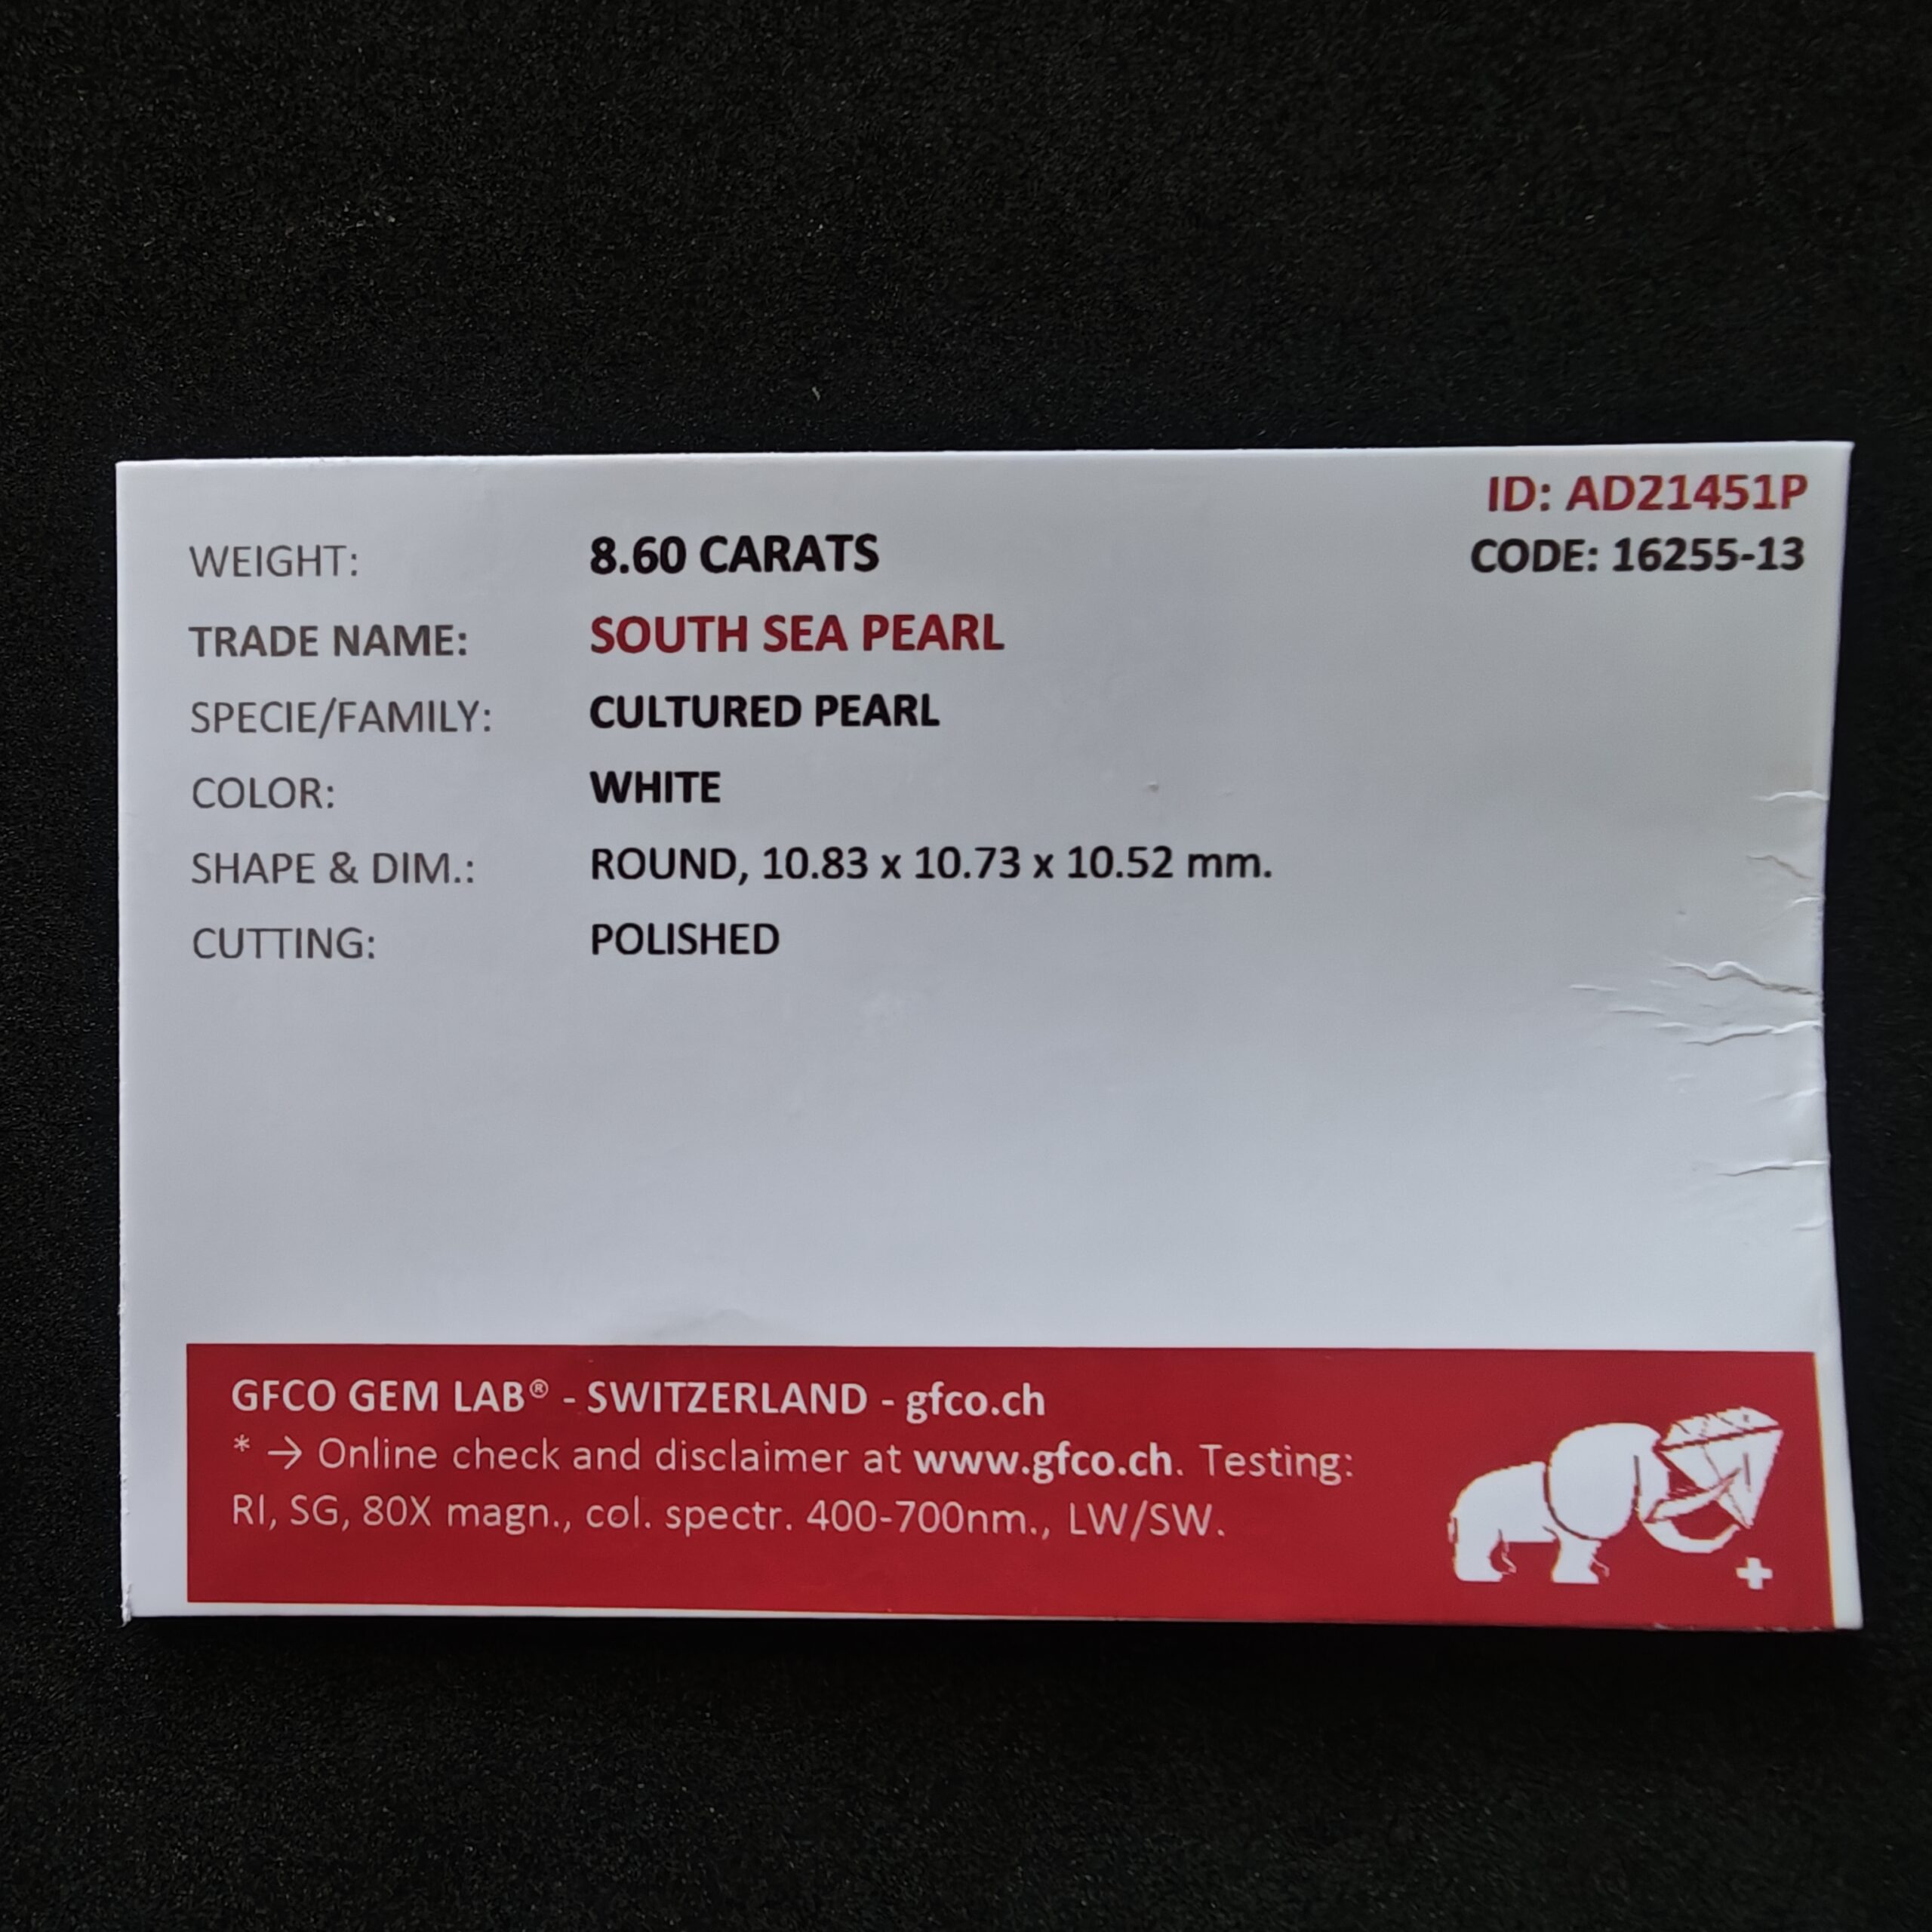 ID: AD21451P
CODE: 16255-13
WEIGHT: 8.60 CARATS
TRADE NAME: SOUTH SEA PEARL
SPECIE/FAMILY: CULTURED PEARL
COLOR: WHITE
SHAPE & DIM.: ROUND, 10.83 x 10.73 x 10.52 mm.
CUTTING: POLISHED
GFCO GEM LAB® - SWITZERLAND - gfco.ch
* → Online check and disclaimer at www.gfco.ch. Testing:
RI, SG, 80X magn., col. spectr. 400-700nm., LW/SW.